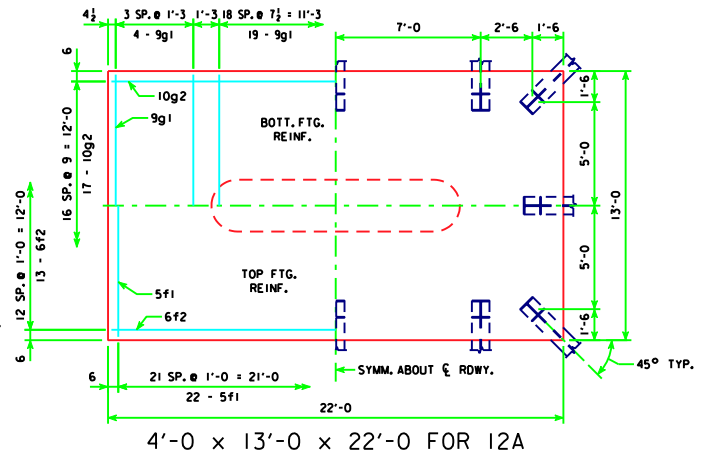 4½ 3 SP. @ 1'-3 1'-3 18 SP. @ 7½ = 11'-3
4 - 9g1 19 - 9g1
7'-0 2'-6 1'-6
6
10g2
9g1
BOTT. FTG.
REINF.
16 SP. @ 9 = 12'-0
17 - 10g2
1'-6
5'-0
13'-0
5'-0
1'-6
12 SP. @ 1'-0 = 12'-0
13 - 6f2
TOP FTG.
REINF.
5f1
6f2
6
45° TYP.
SYMM. ABOUT ℄ RDWY.
6 21 SP. @ 1'-0 = 21'-0
22 - 5f1
22'-0
4'-0 x 13'-0 x 22'-0 FOR 12A